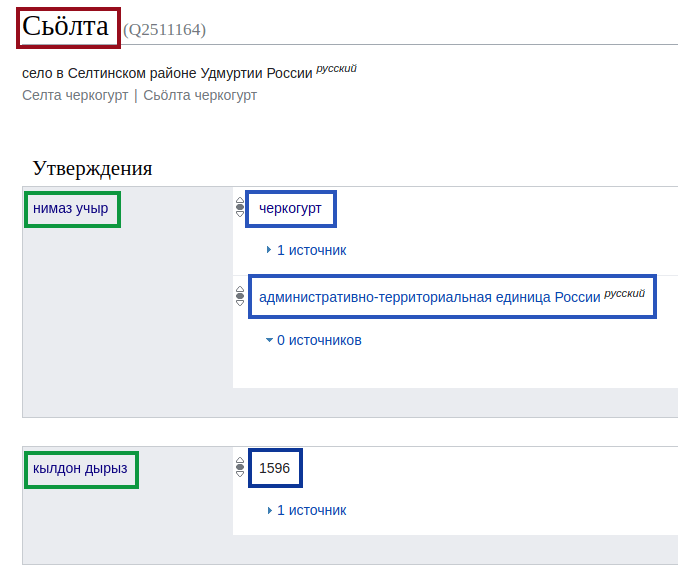 Сьӧлта (Q2511164)
село в Селтинском районе Удмуртии России русский
Селта черкогурт | Сьӧлта черкогурт
Утверждения
нимаз учыр
черкогурт
1 источник
административно-территориальная единица России русский
0 источников
кылдон дырыз
1596
1 источник